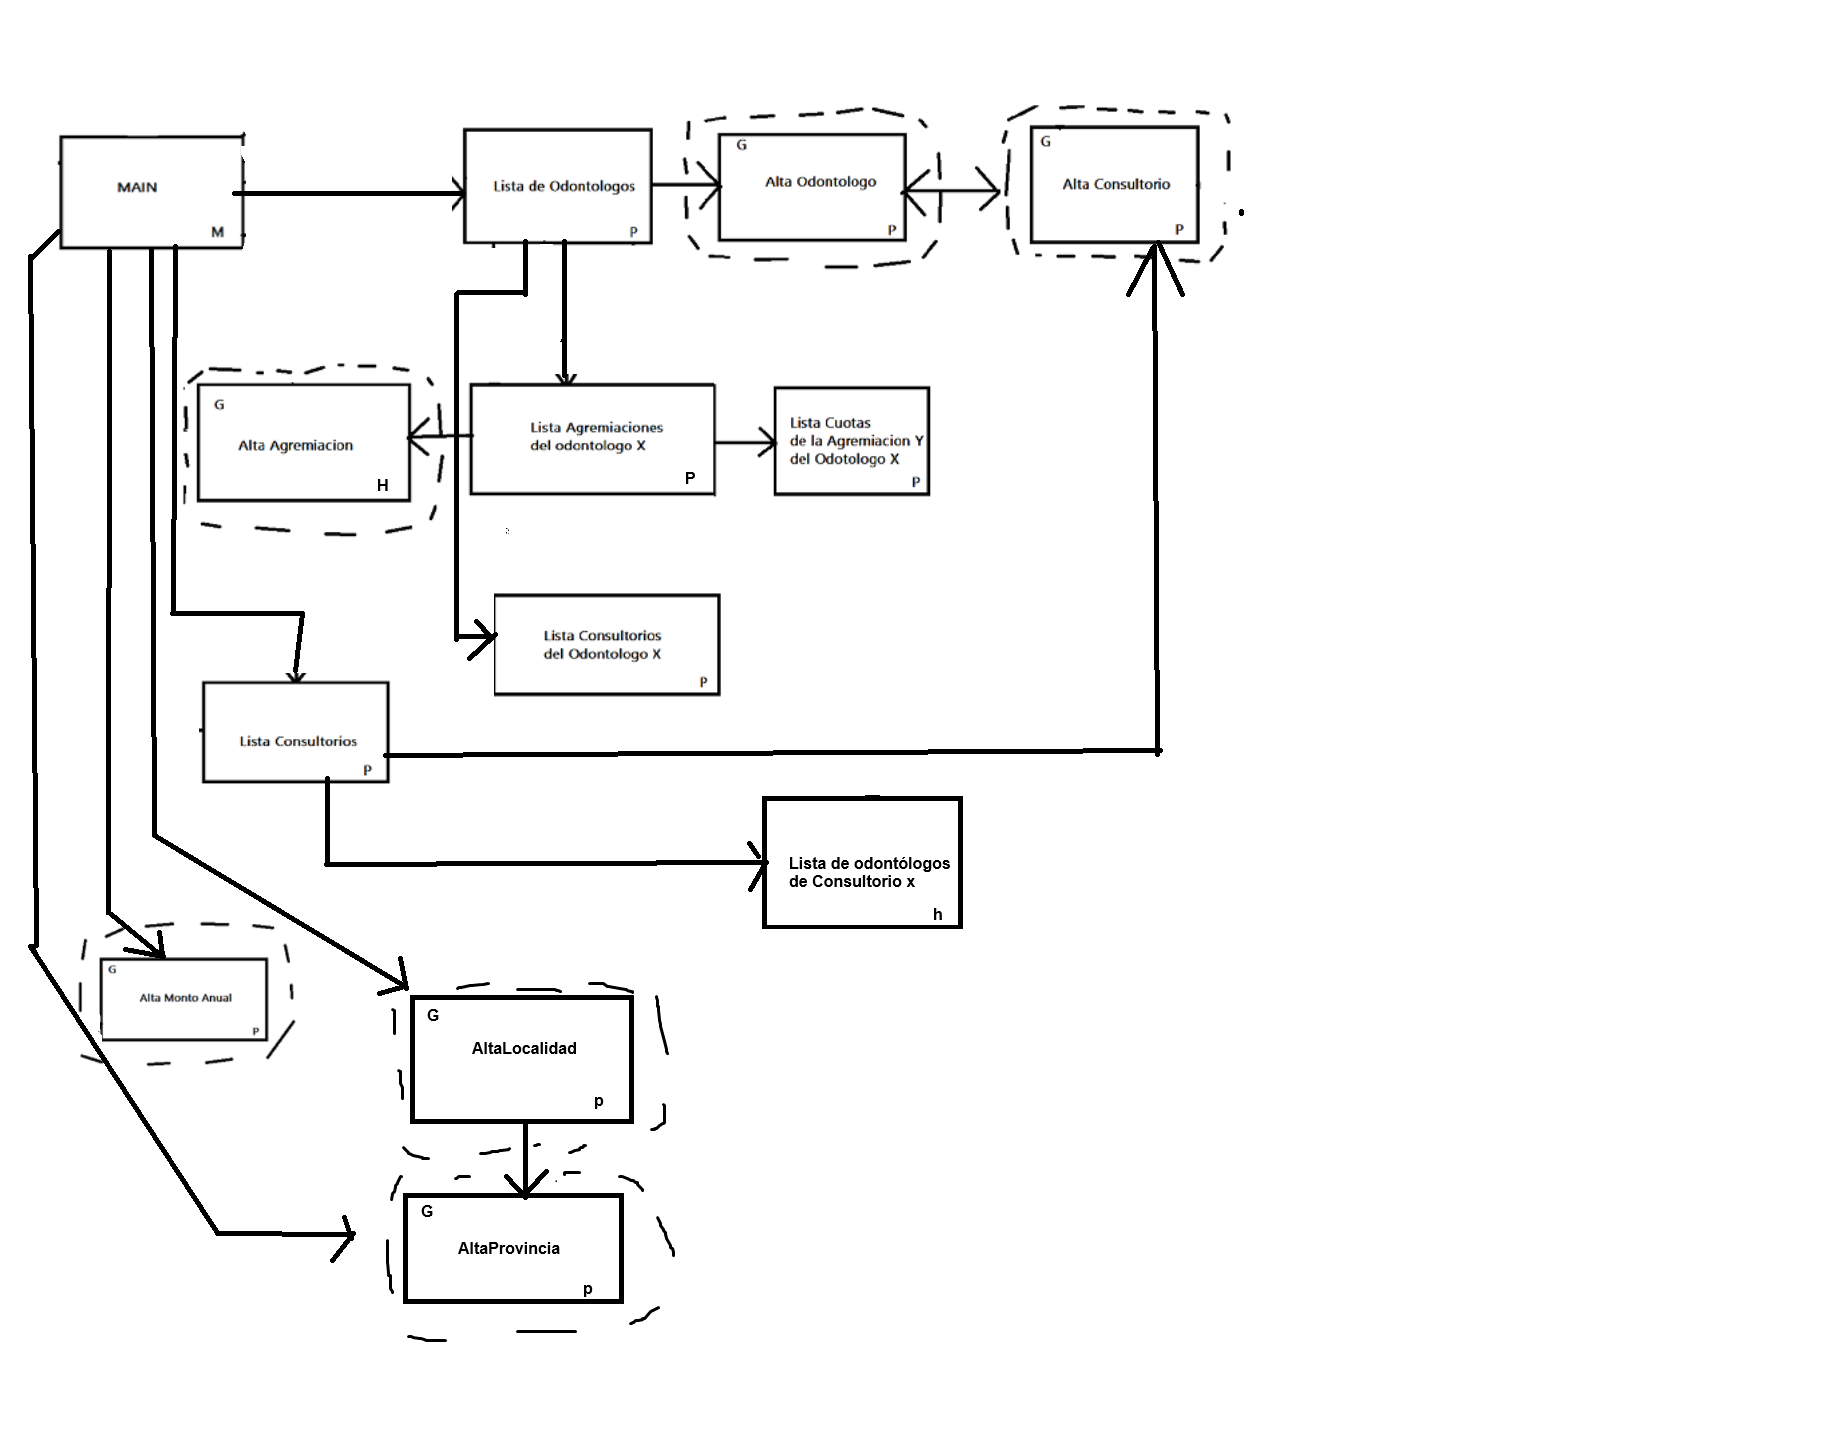 MAIN
M
Lista de Odontologos
P
G
Alta Odontologo
P
G
Alta Consultorio
P
G
Alta Agremiacion
H
Lista Agremiaciones
del odontologo X
P
Lista Cuotas
de la Agremiacion Y
del Odotologo X
P
Lista Consultorios
del Odontologo X
P
Lista Consultorios
P
Lista de odontólogos
de Consultorio x
h
G
Alta Monto Anual
P
G
AltaLocalidad
p
G
AltaProvincia
p